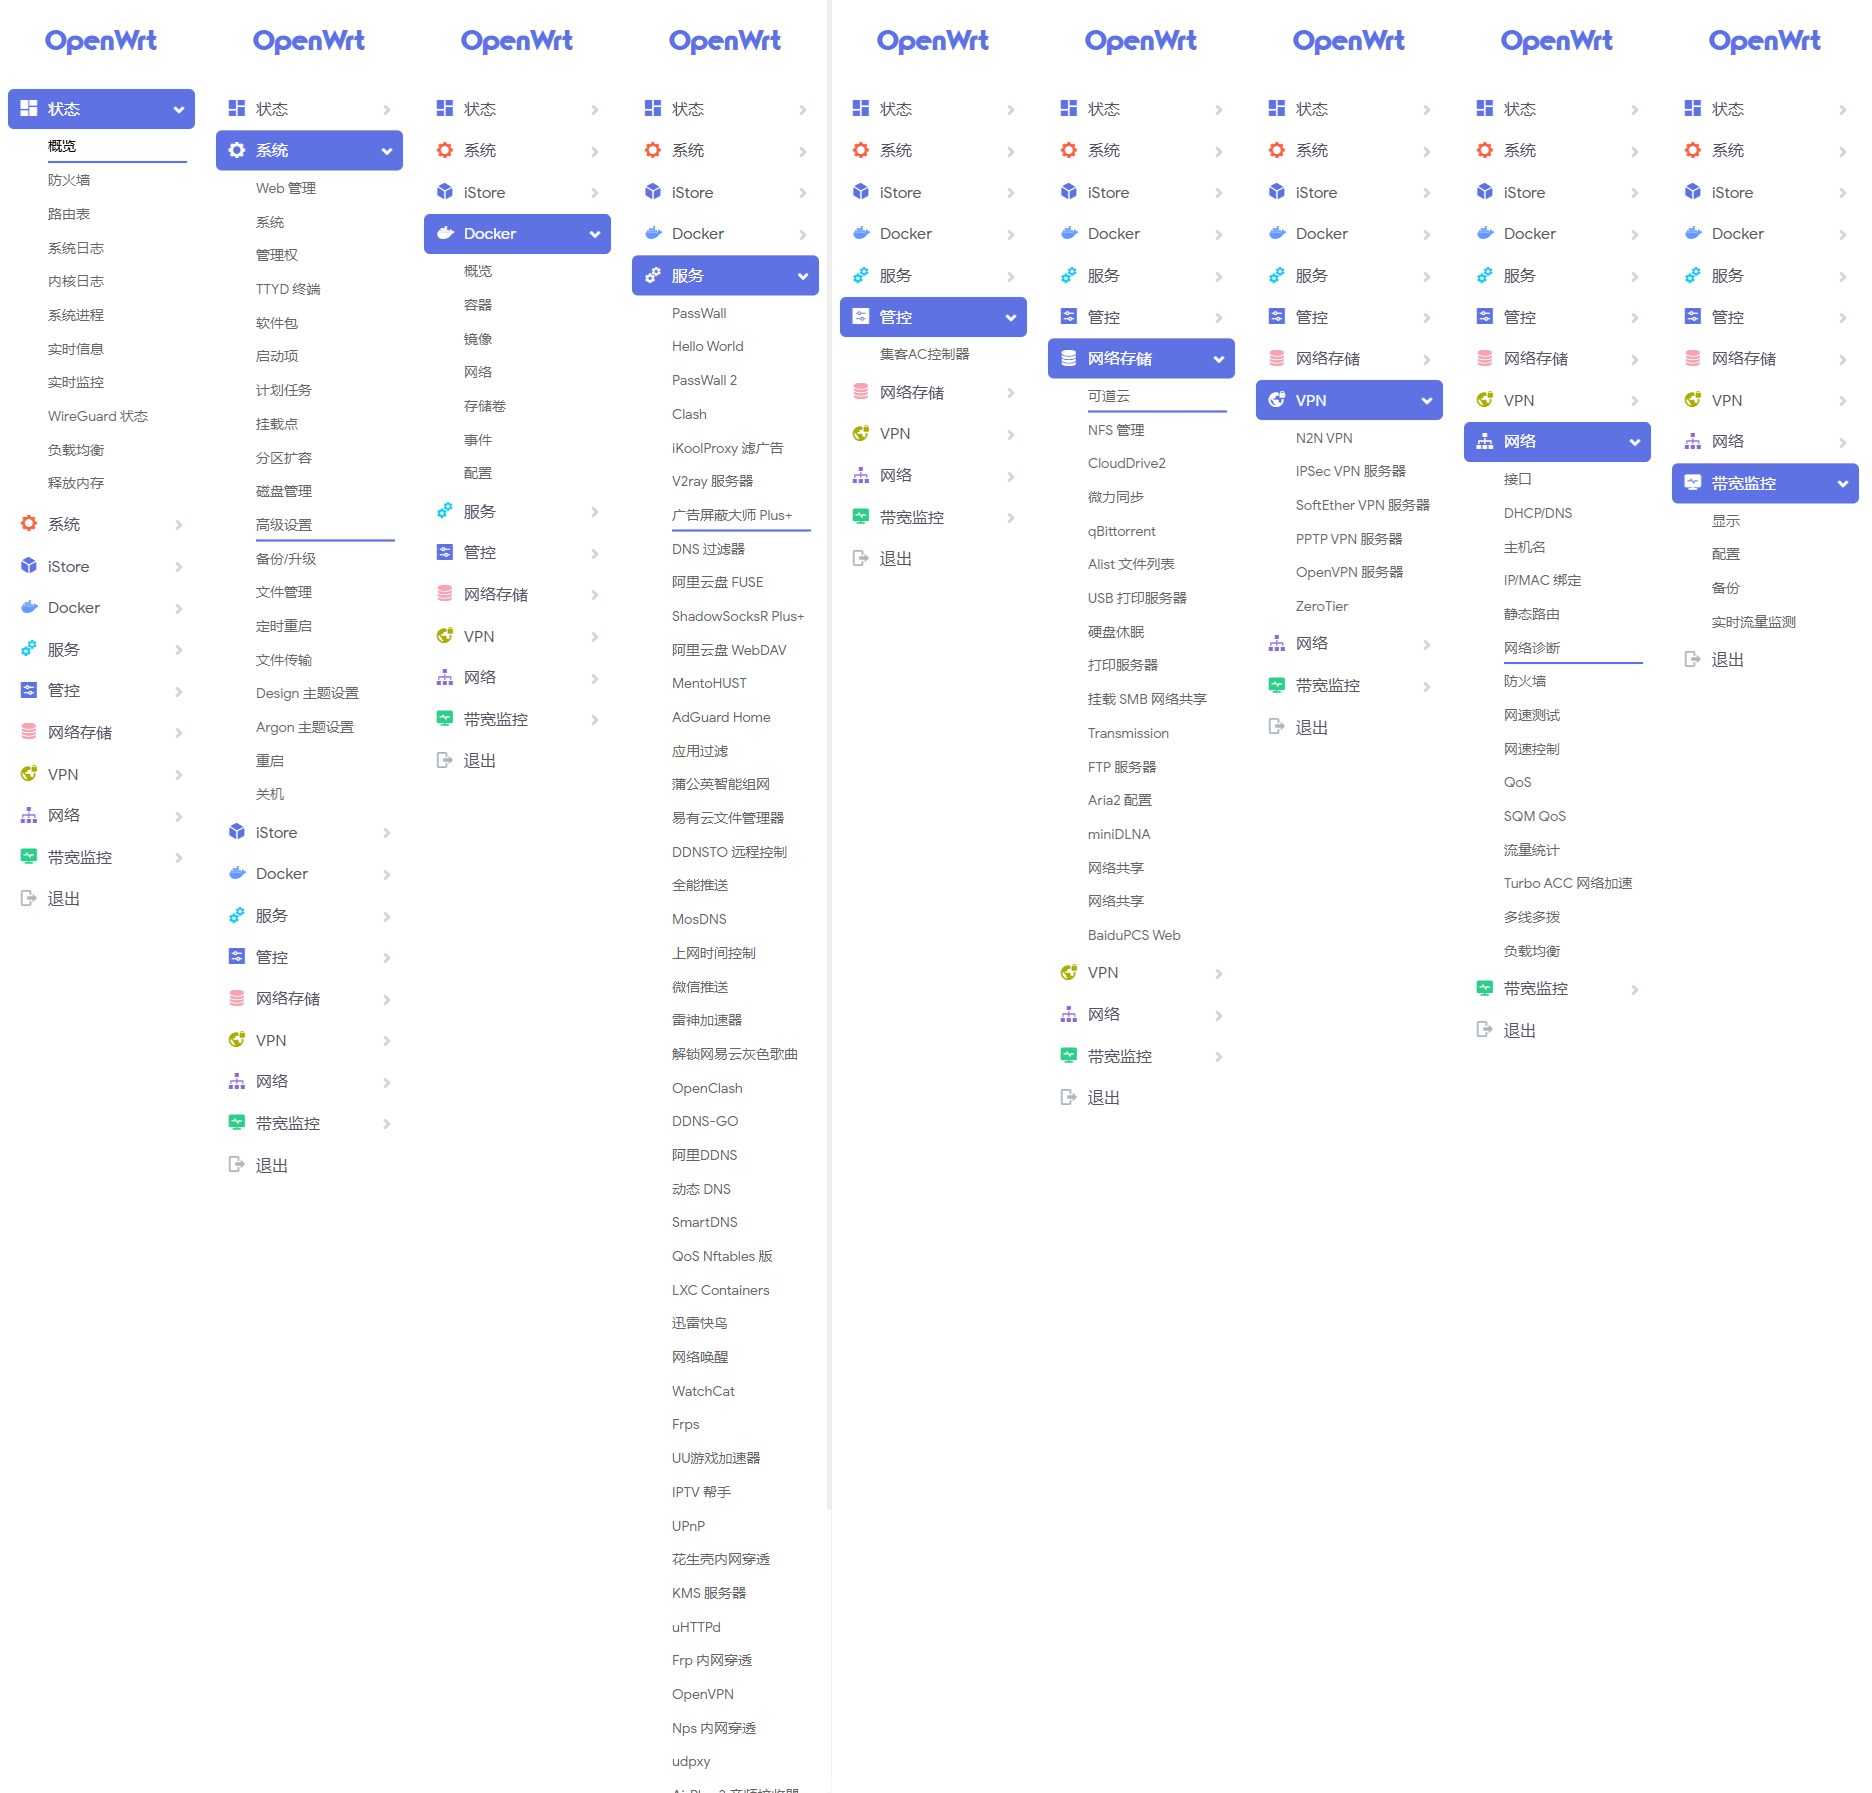 OpenWrt
状态
概览
防火墙
路由表
系统日志
内核日志
系统进程
实时信息
实时监控
WireGuard 状态
负载均衡
释放内存
系统
iStore
Docker
服务
管控
网络存储
VPN
网络
带宽监控
退出
OpenWrt
状态
系统
Web 管理
系统
管理权
TTYD 终端
软件包
启动项
计划任务
挂载点
分区扩容
磁盘管理
高级设置
备份/升级
文件管理
定时重启
文件传输
Design 主题设置
Argon 主题设置
重启
关机
iStore
Docker
服务
管控
网络存储
VPN
网络
带宽监控
退出
OpenWrt
状态
系统
iStore
Docker
概览
容器
镜像
网络
存储卷
事件
配置
服务
管控
网络存储
VPN
网络
带宽监控
退出
OpenWrt
状态
系统
iStore
Docker
服务
PassWall
Hello World
PassWall 2
Clash
iKoolProxy 滤广告
V2ray 服务器
广告屏蔽大师 Plus+
DNS 过滤器
阿里云盘 FUSE
ShadowSocksR Plus+
阿里云盘 WebDAV
MentoHUST
AdGuard Home
应用过滤
蒲公英智能组网
易有云文件管理器
DDNSTO 远程控制
全能推送
MosDNS
上网时间控制
微信推送
雷神加速器
解锁网易云灰色歌曲
OpenClash
DDNS-GO
阿里DDNS
动态 DNS
SmartDNS
QoS Nftables 版
LXC Containers
迅雷快鸟
网络唤醒
WatchCat
Frps
UU游戏加速器
IPTV 帮手
UPnP
花生壳内网穿透
KMS 服务器
uHTTPd
Frp 内网穿透
OpenVPN
Nps 内网穿透
udpxy
OpenWrt
状态
系统
iStore
Docker
服务
管控
集客AC控制器
网络存储
VPN
网络
带宽监控
退出
OpenWrt
状态
系统
iStore
Docker
服务
管控
网络存储
可道云
NFS 管理
CloudDrive2
微力同步
qBittorrent
Alist 文件列表
USB 打印服务器
硬盘休眠
打印服务器
挂载 SMB 网络共享
Transmission
FTP 服务器
Aria2 配置
miniDLNA
网络共享
网络共享
BaiduPCS Web
VPN
网络
带宽监控
退出
OpenWrt
状态
系统
iStore
Docker
服务
管控
网络存储
VPN
N2N VPN
IPSec VPN 服务器
SoftEther VPN 服务器
PPTP VPN 服务器
OpenVPN 服务器
ZeroTier
网络
带宽监控
退出
OpenWrt
状态
系统
iStore
Docker
服务
管控
网络存储
VPN
网络
接口
DHCP/DNS
主机名
IP/MAC 绑定
静态路由
网络诊断
防火墙
网速测试
网速控制
QoS
SQM QoS
流量统计
Turbo ACC 网络加速
多线多拨
负载均衡
带宽监控
退出
OpenWrt
状态
系统
iStore
Docker
服务
管控
网络存储
VPN
网络
带宽监控
显示
配置
备份
实时流量监测
退出